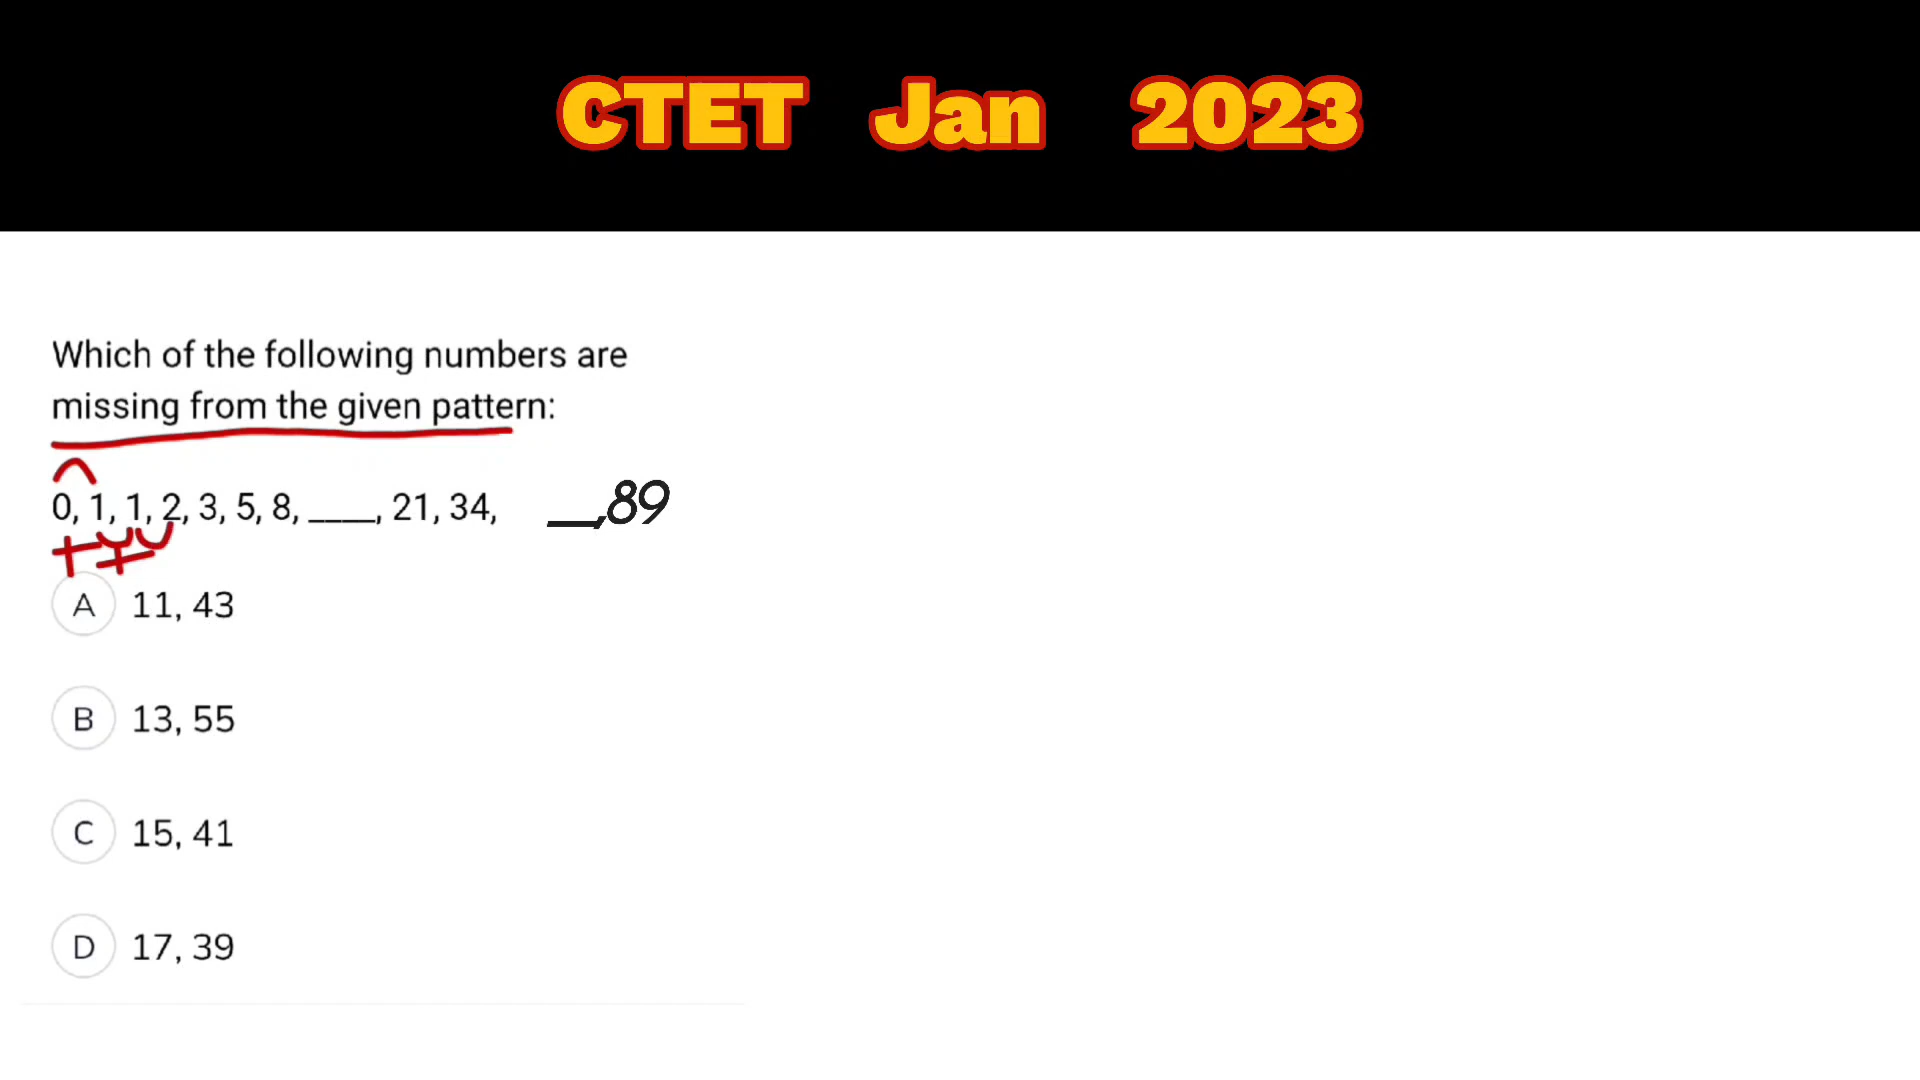 CTET Jan 2023
Which of the following numbers are
missing from the given pattern:
0, 1, 1, 2, 3, 5, 8, ____, 21, 34, __,89
A 11, 43
B 13, 55
C 15, 41
D 17, 39